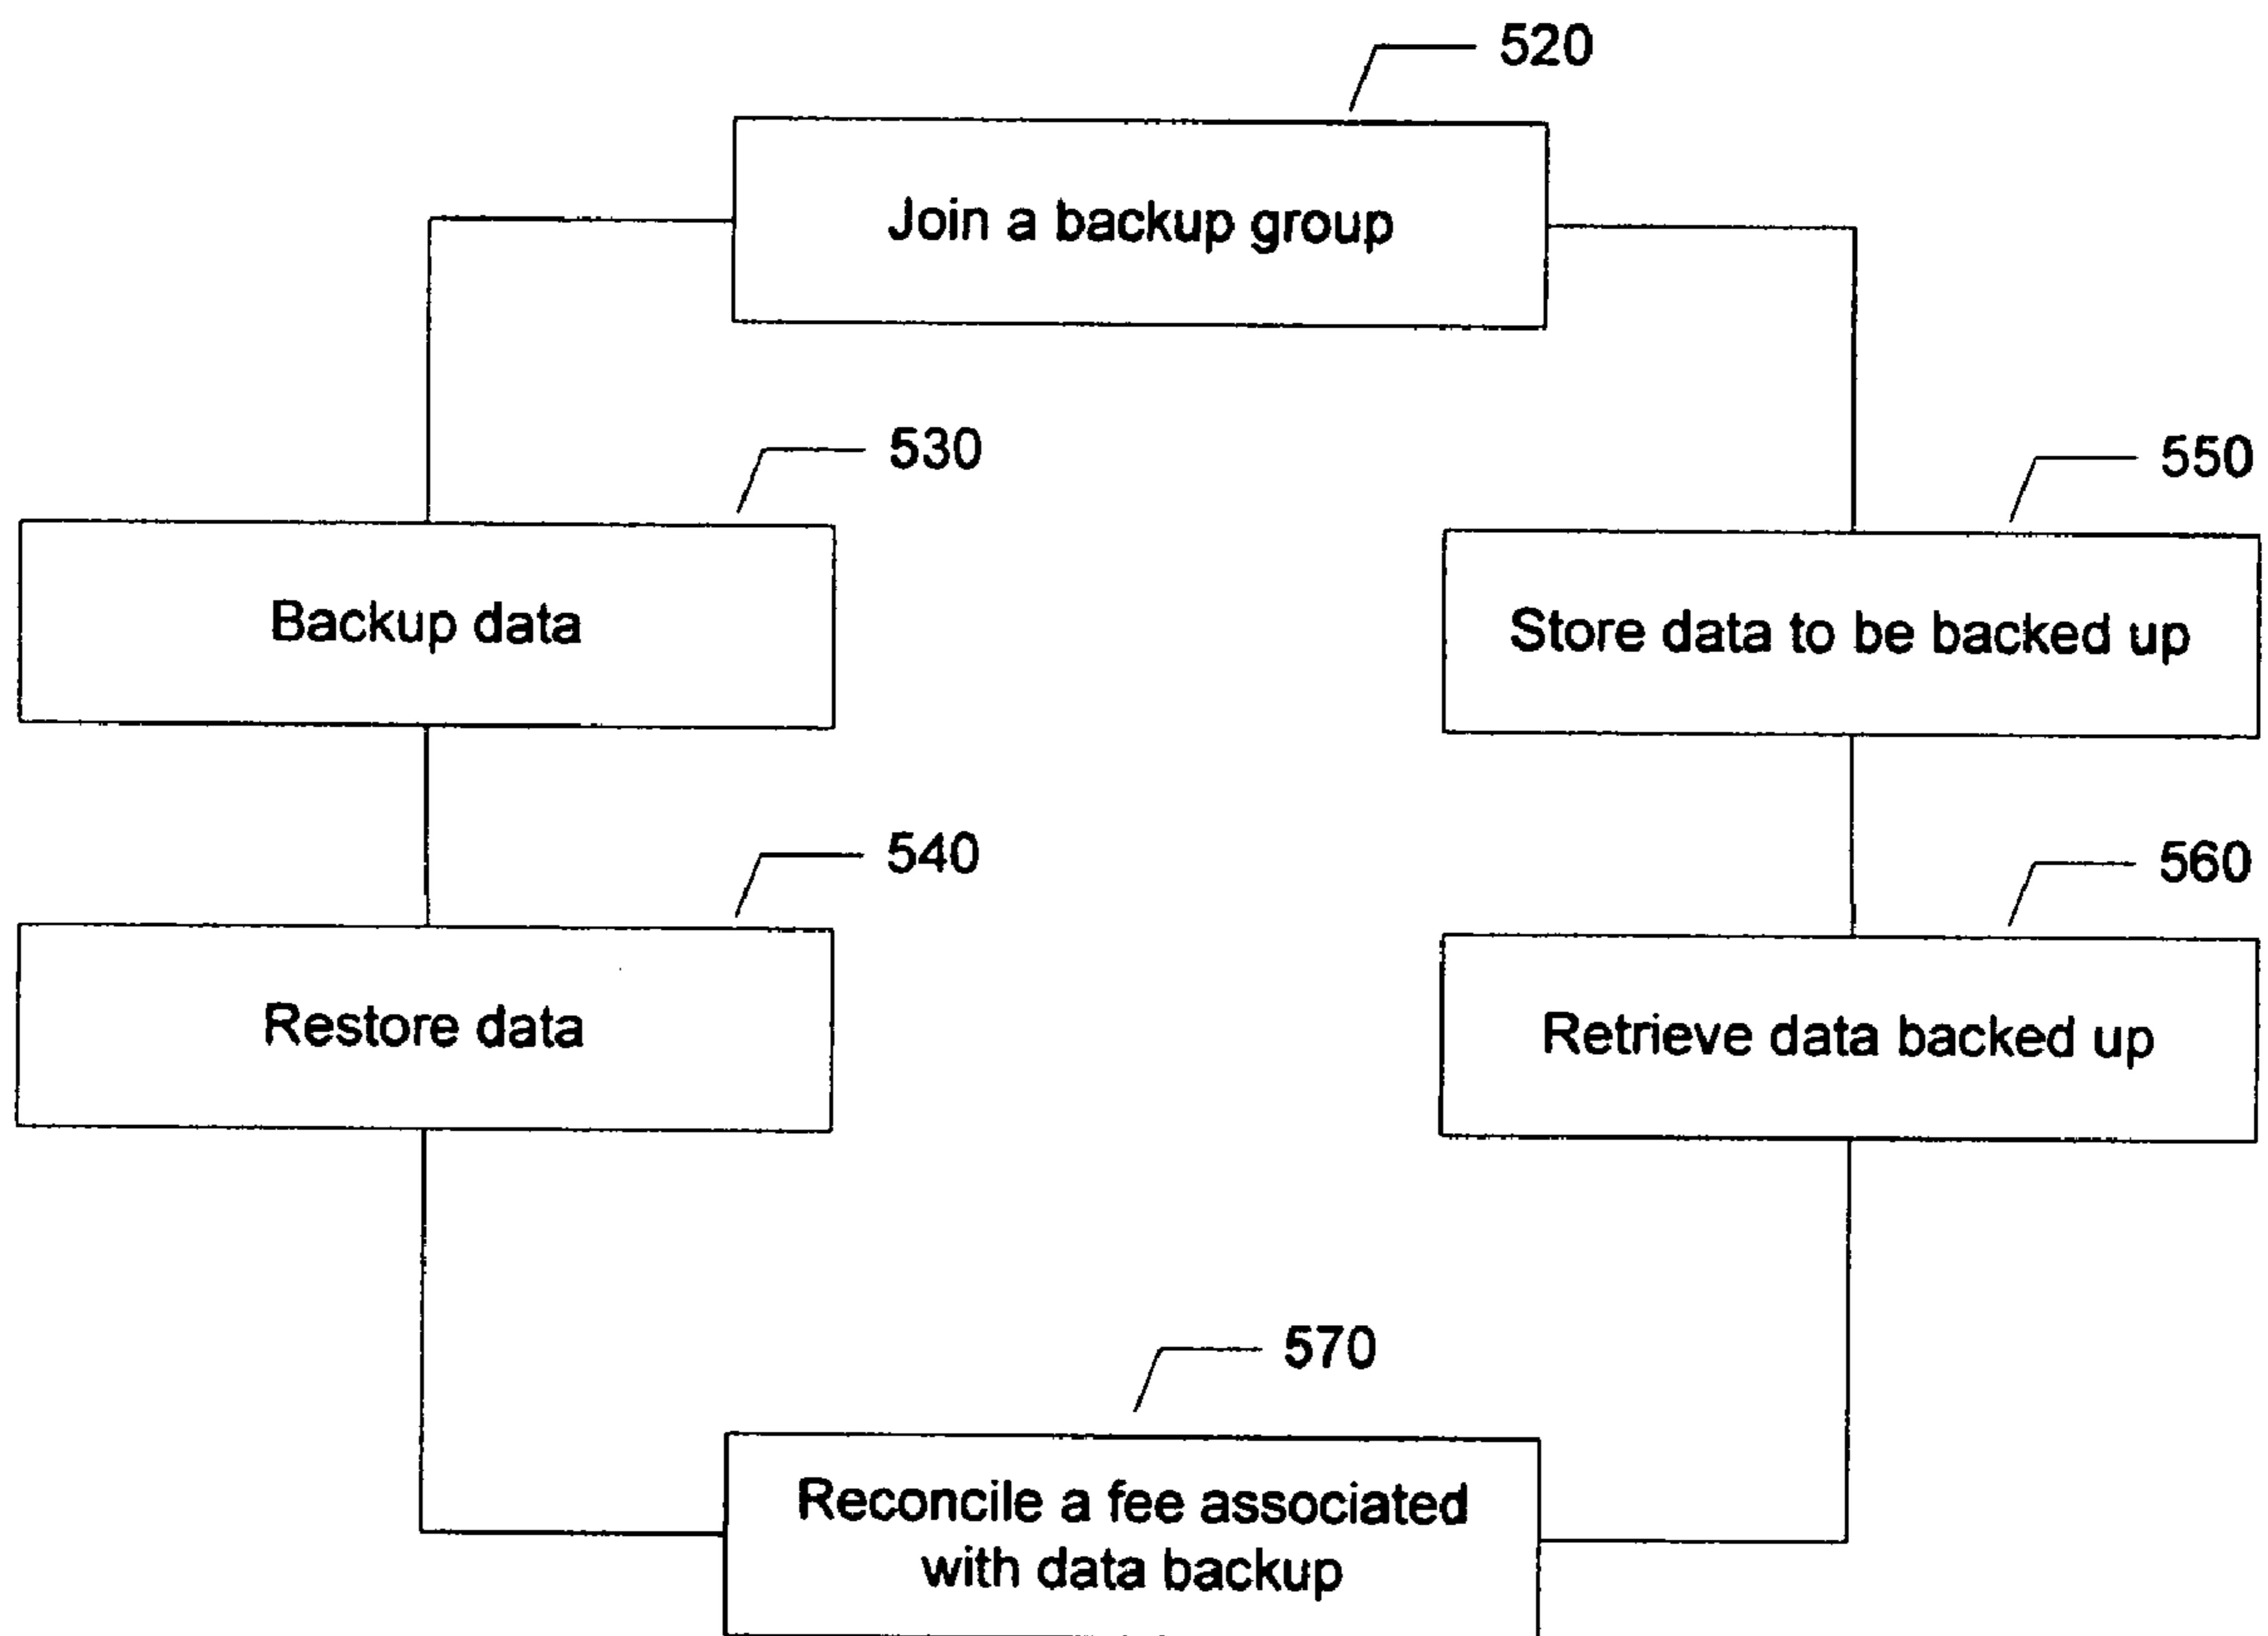 520
Join a backup group
530
550
Backup data
Store data to be backed up
540
560
Restore data
Retrieve data backed up
570
Reconcile a fee associated
with data backup